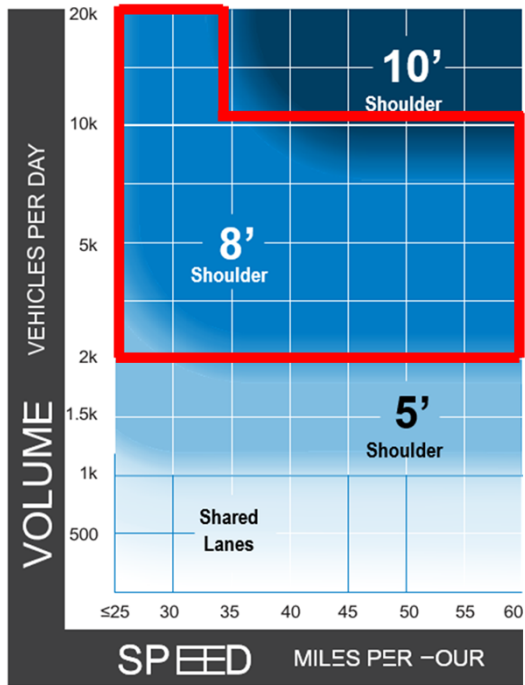 20k
10'
Shoulder
10k
8'
Shoulder
5k
2k
5'
Shoulder
1.5k
1k
Shared
Lanes
500
VOLUME VEHICLES PER DAY
≤25 30 35 40 45 50 55 60
SPEED MILES PER –OUR